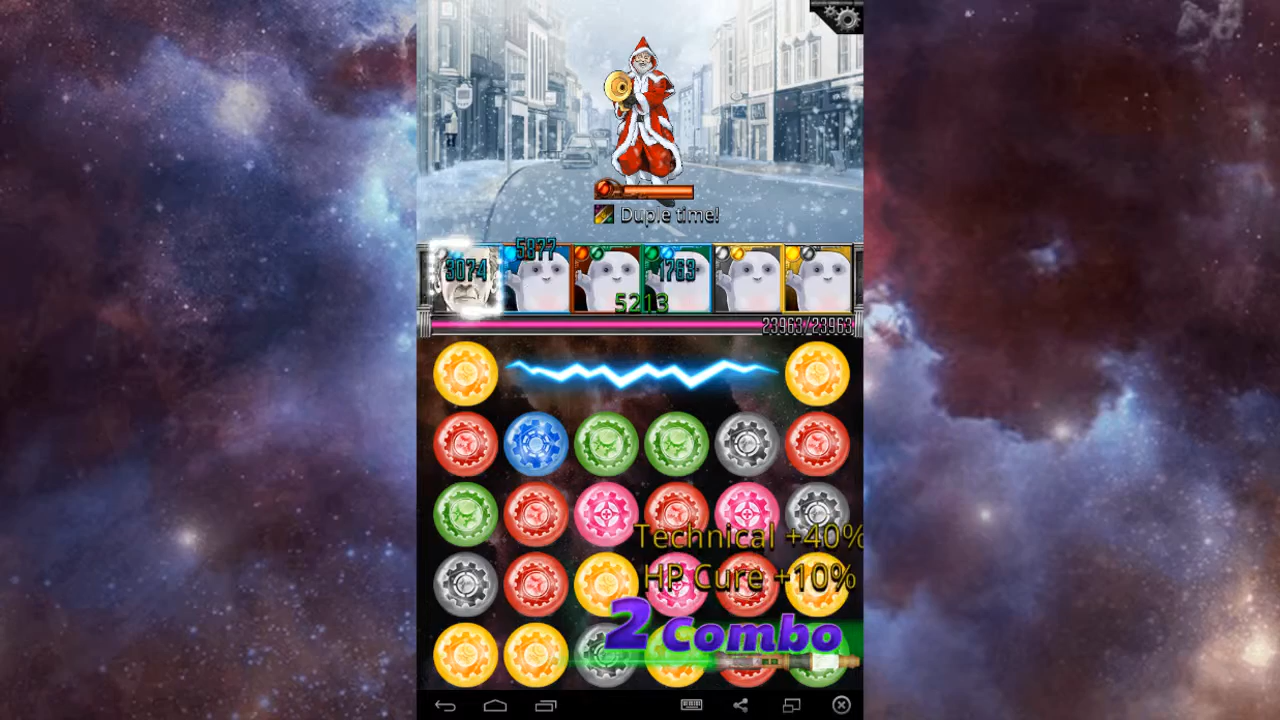 Duple time!
5877
3074
1763
5213
23963/23963
Technical +40%
HP Cure +10%
2 Combo